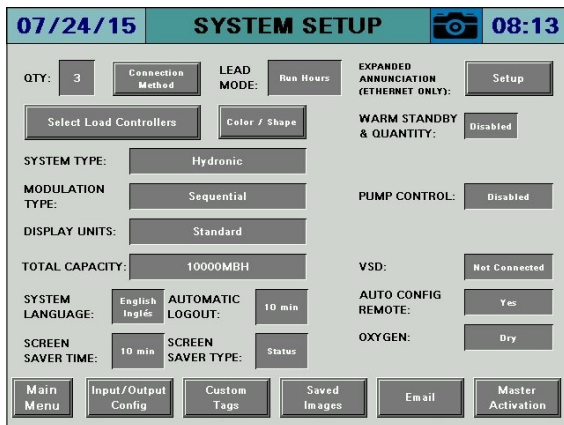 07/24/15 SYSTEM SETUP 08:13
QTY: 3 Connection Method LEAD MODE: Run Hours EXPANDED ANNUNCIATION (ETHERNET ONLY): Setup
Select Load Controllers Color / Shape WARM STANDBY & QUANTITY: Disabled
SYSTEM TYPE: Hydronic
MODULATION TYPE: Sequential PUMP CONTROL: Disabled
DISPLAY UNITS: Standard
TOTAL CAPACITY: 10000MBH VSD: Not Connected
SYSTEM LANGUAGE: English Inglés AUTOMATIC LOGOUT: 10 min AUTO CONFIG REMOTE: Yes
SCREEN SAVER TIME: 10 min SCREEN SAVER TYPE: Status OXYGEN: Dry
Main Menu Input/Output Config Custom Tags Saved Images Email Master Activation